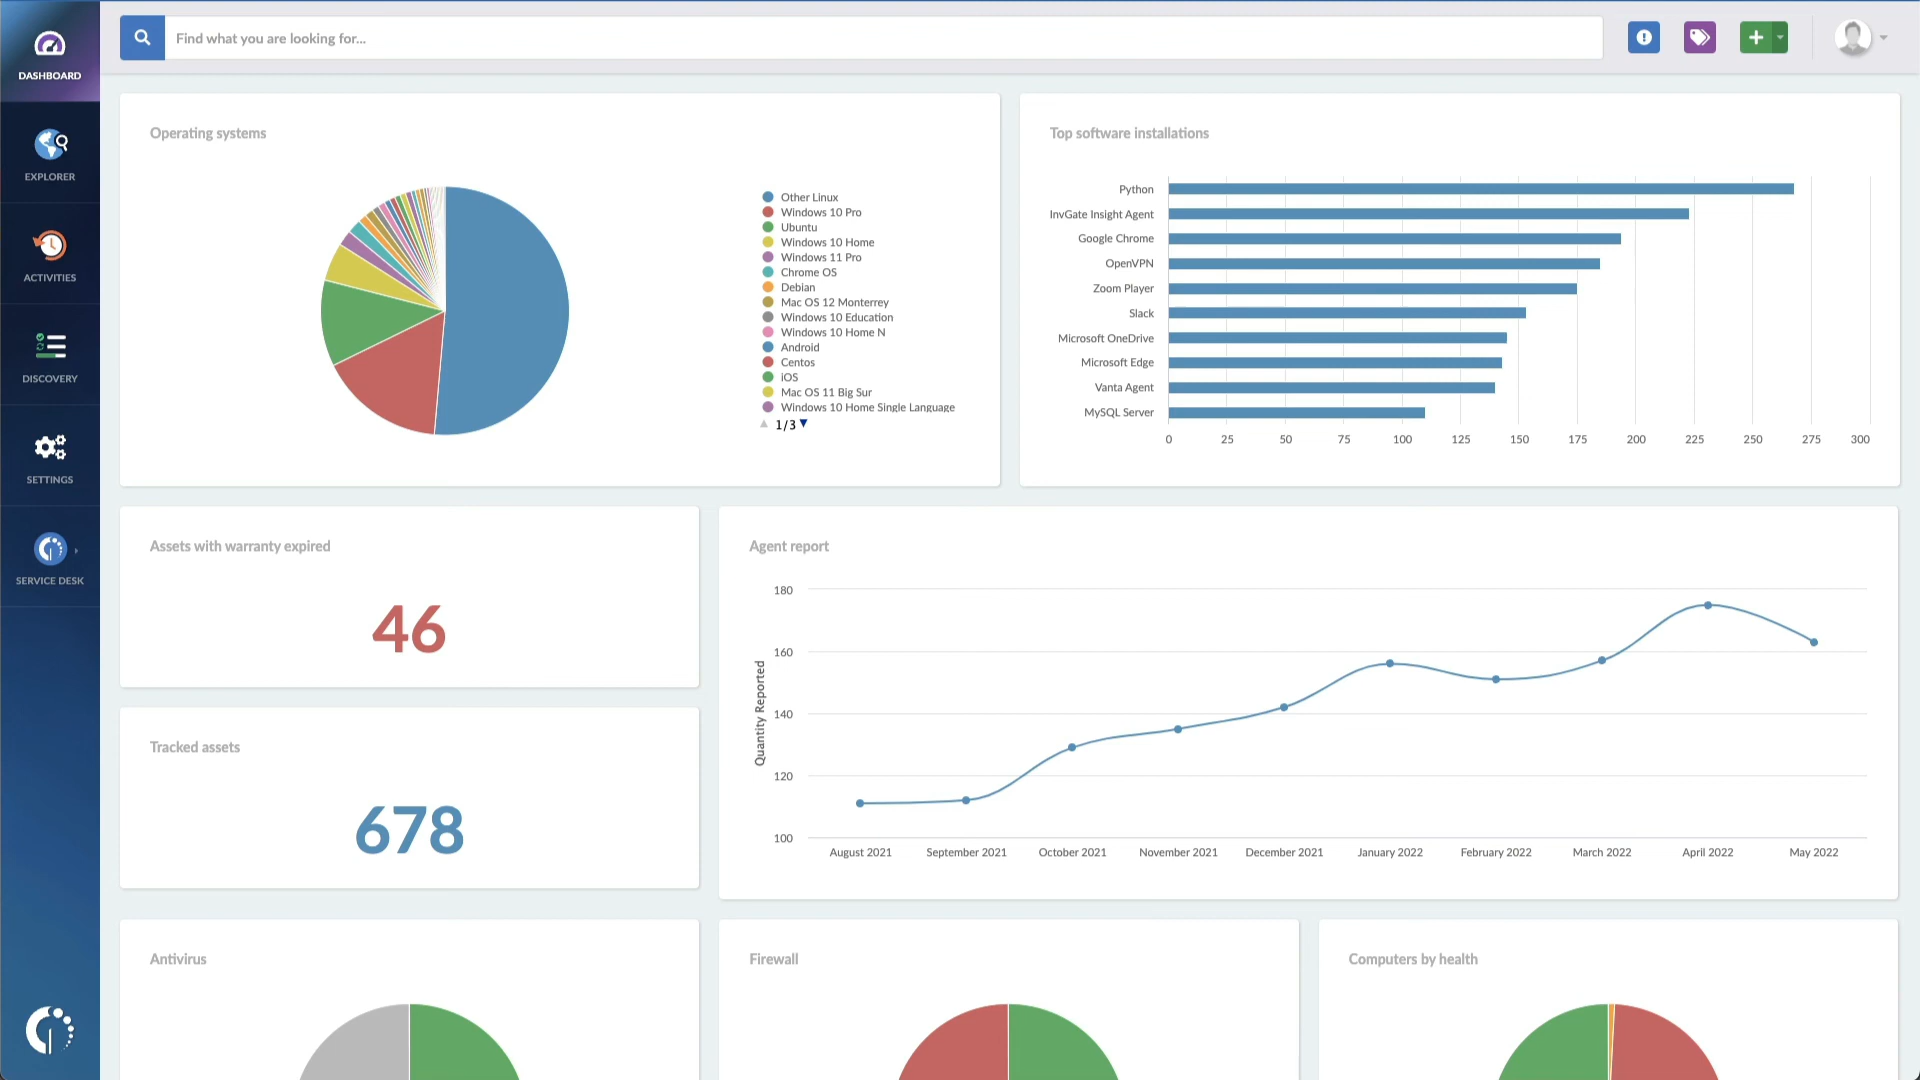 DASHBOARD
EXPLORER
ACTIVITIES
DISCOVERY
SETTINGS
SERVICE DESK
Find what you are looking for...
Operating systems
Other Linux
Windows 10 Pro
Ubuntu
Windows 10 Home
Windows 11 Pro
Chrome OS
Debian
Mac OS 12 Monterrey
Windows 10 Education
Windows 10 Home N
Android
Centos
iOS
Mac OS 11 Big Sur
Windows 10 Home Single Language
1/3
Top software installations
Python
InvGate Insight Agent
Google Chrome
OpenVPN
Zoom Player
Slack
Microsoft OneDrive
Microsoft Edge
Vanta Agent
MySQL Server
0 25 50 75 100 125 150 175 200 225 250 275 300
Assets with warranty expired
46
Tracked assets
678
Agent report
Quantity Reported
180
160
140
120
100
August 2021 September 2021 October 2021 November 2021 December 2021 January 2022 February 2022 March 2022 April 2022 May 2022
Antivirus
Firewall
Computers by health